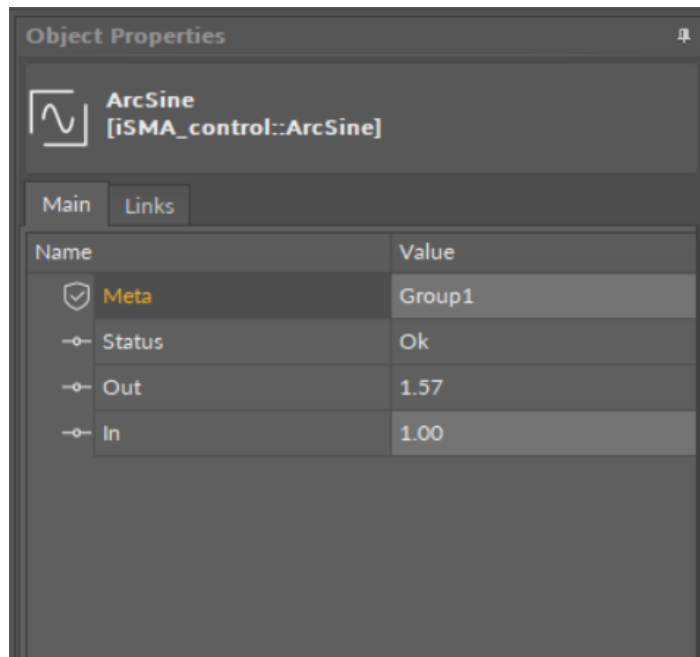 Object Properties
ArcSine
[iSMA_control::ArcSine]
Main Links
Name Value
Meta Group1
Status Ok
Out 1.57
In 1.00